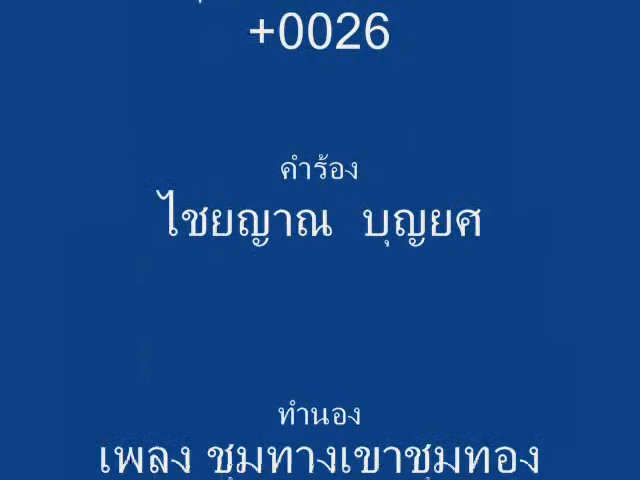 +0026
คำร้อง
ไชยญาณ บุญยศ
ทำนอง
เพลง ชุมทางเขาชุมทอง